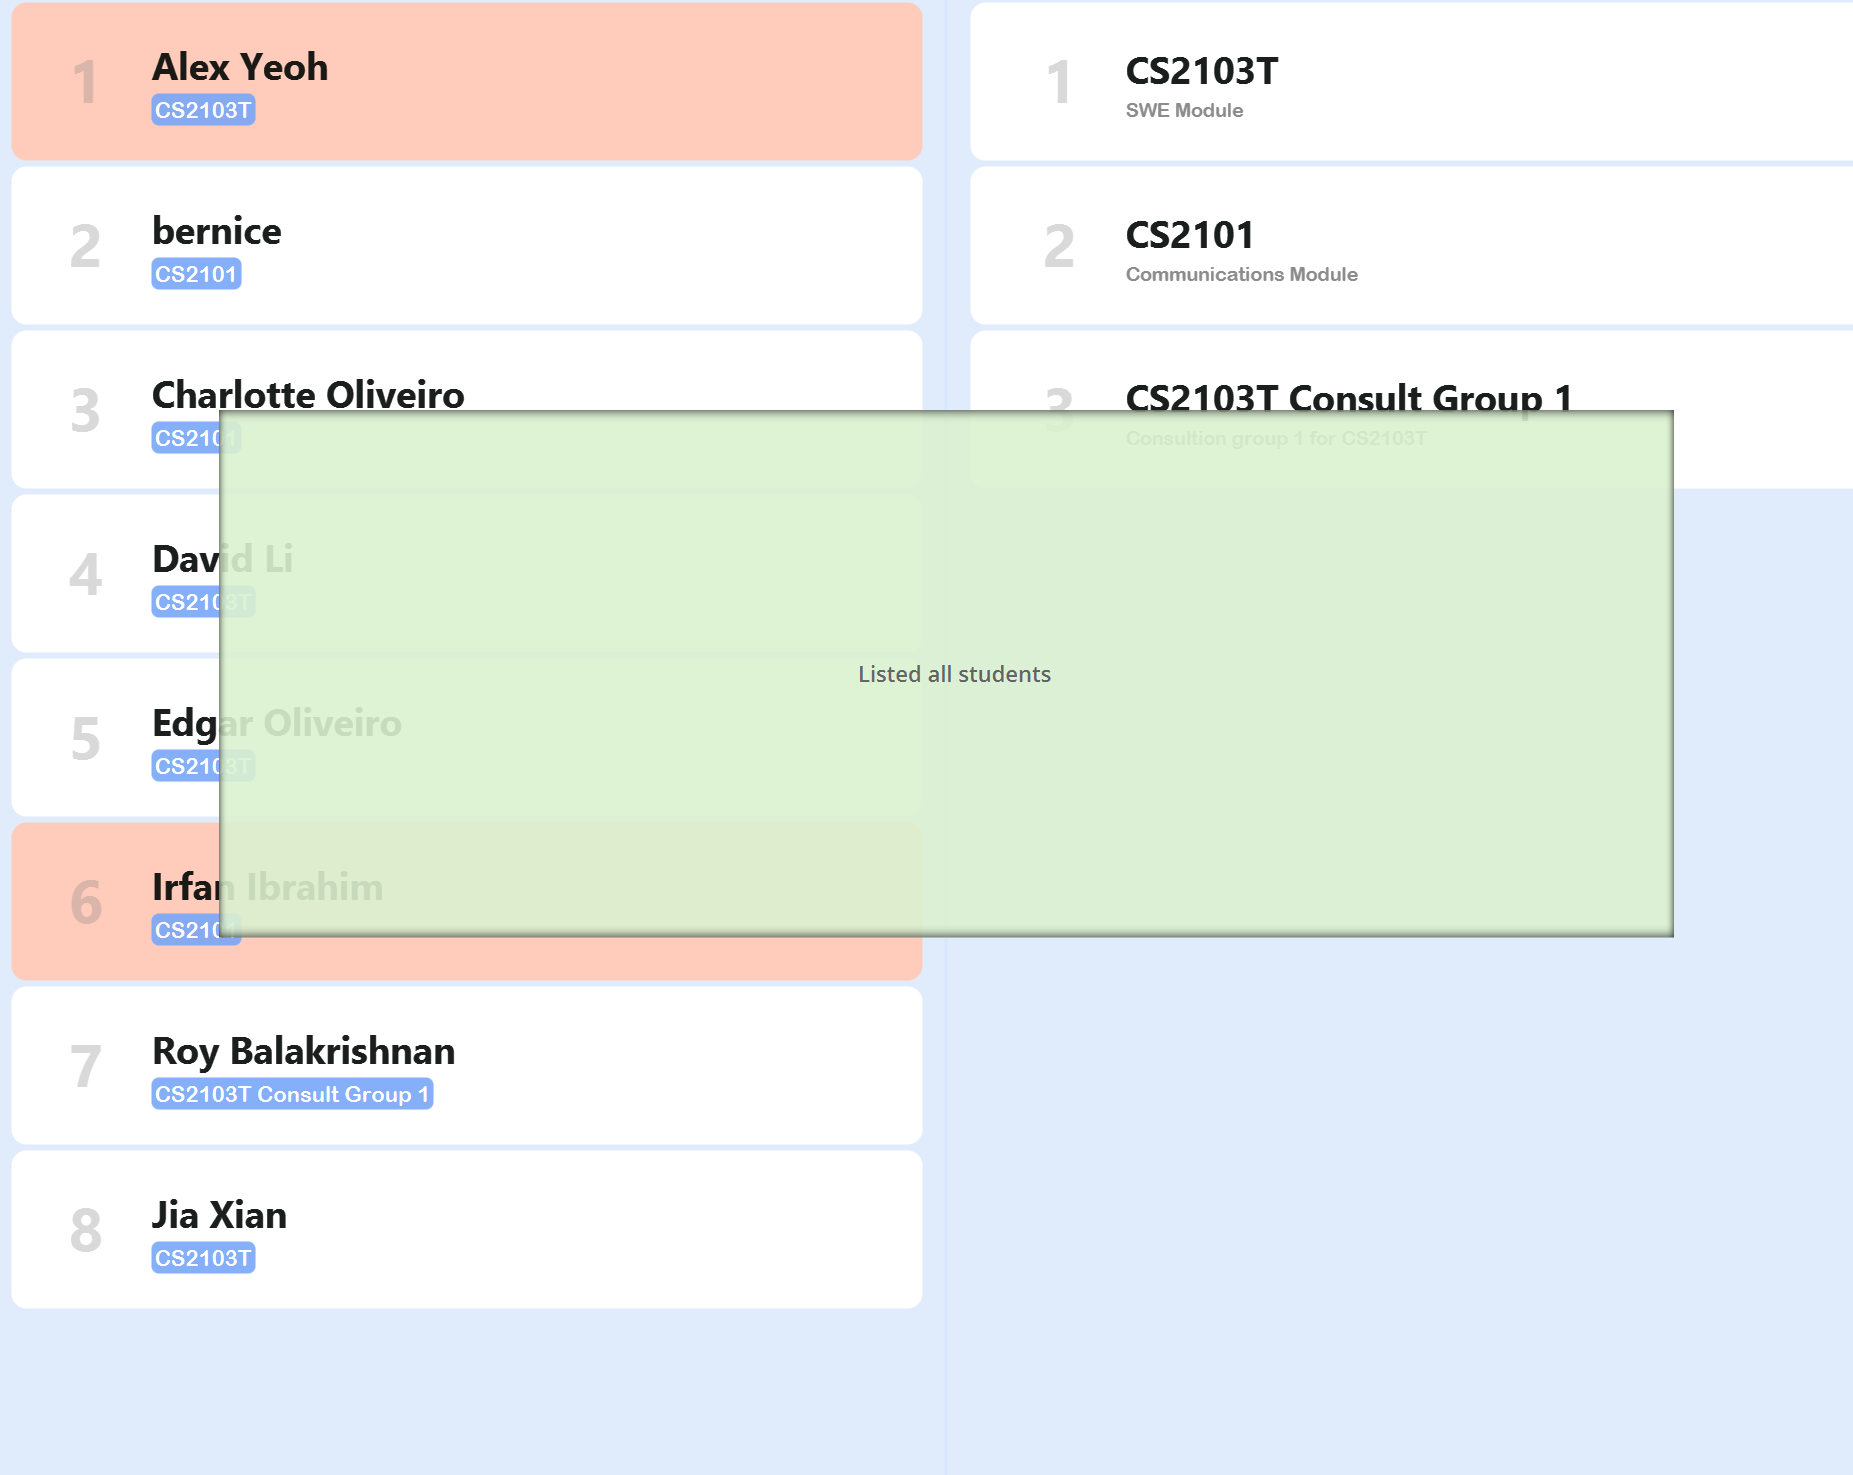 1
Alex Yeoh
CS2103T
2
bernice
CS2101
3
Charlotte Oliveiro
CS2101
4
David Li
CS2103T
5
Edgar Oliveiro
CS2103T
6
Irfan Ibrahim
CS2101
7
Roy Balakrishnan
CS2103T Consult Group 1
8
Jia Xian
CS2103T
1
CS2103T
SWE Module
2
CS2101
Communications Module
3
CS2103T Consult Group 1
Consultion group 1 for CS2103T
Listed all students